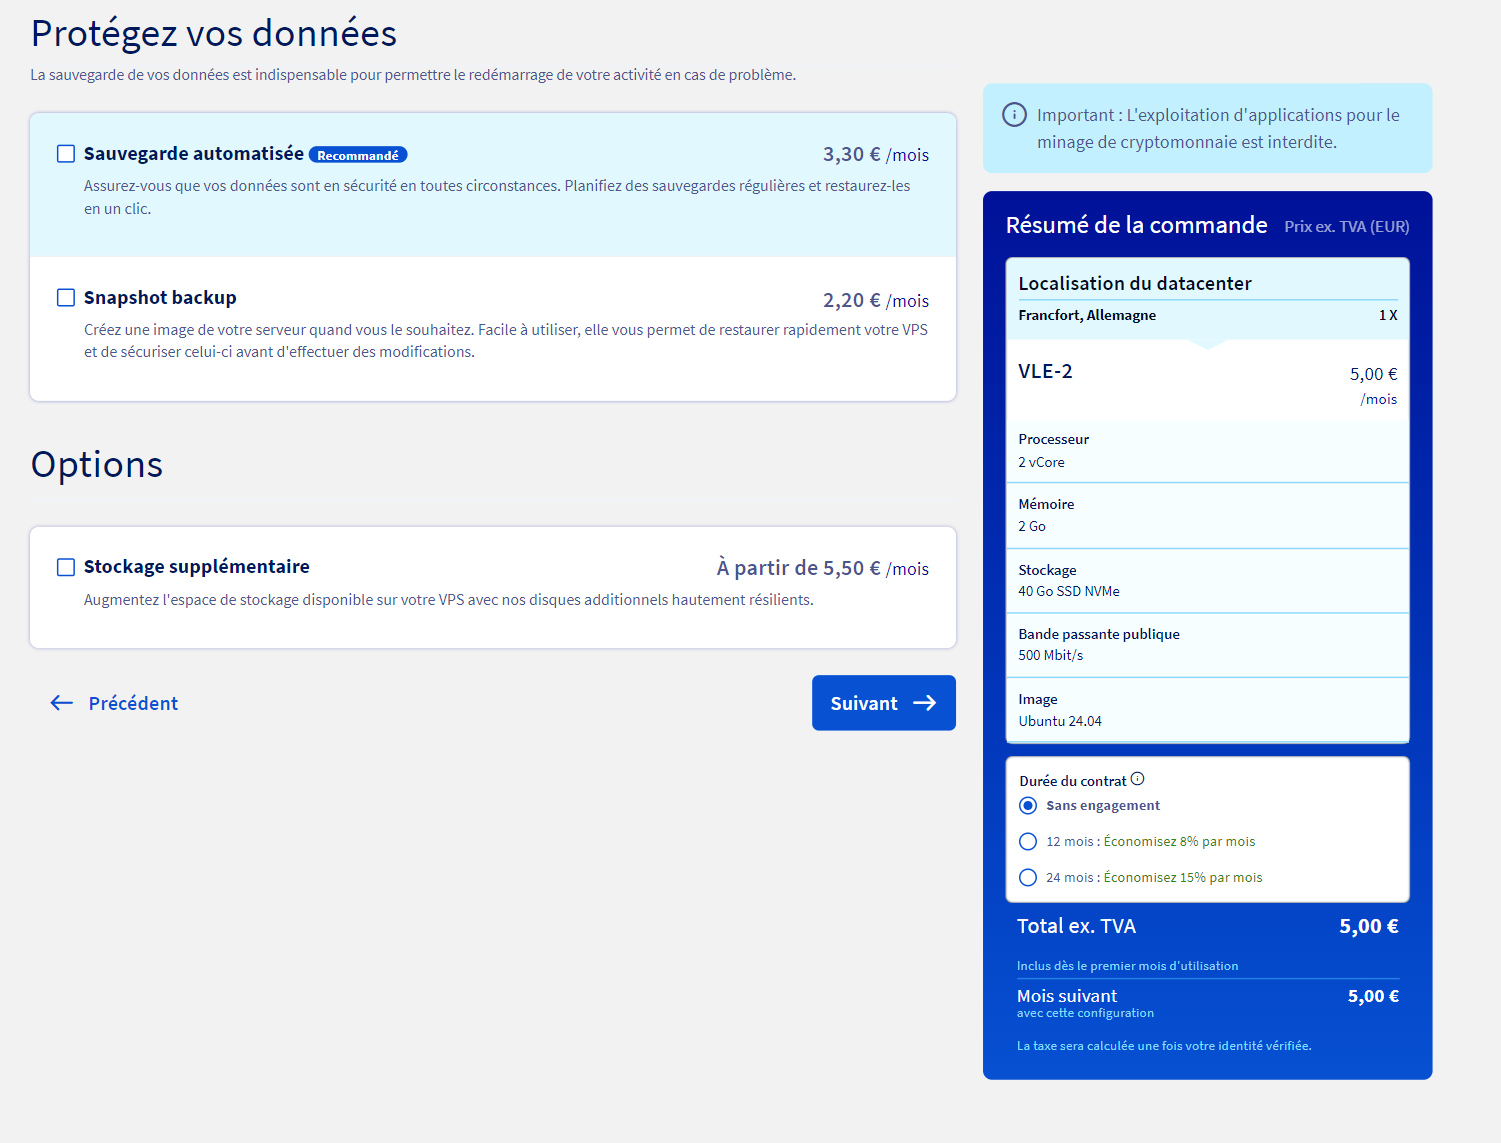 Protégez vos données
La sauvegarde de vos données est indispensable pour permettre le redémarrage de votre activité en cas de problème.
Sauvegarde automatisée Recommandé 3,30 € /mois
Assurez-vous que vos données sont en sécurité en toutes circonstances. Planifiez des sauvegardes régulières et restaurez-les
en un clic.
Snapshot backup 2,20 € /mois
Créez une image de votre serveur quand vous le souhaitez. Facile à utiliser, elle vous permet de restaurer rapidement votre VPS
et de sécuriser celui-ci avant d'effectuer des modifications.
Options
Stockage supplémentaire À partir de 5,50 € /mois
Augmentez l'espace de stockage disponible sur votre VPS avec nos disques additionnels hautement résilients.
Précédent
Suivant
Important : L'exploitation d'applications pour le
minage de cryptomonnaie est interdite.
Résumé de la commande Prix ex. TVA (EUR)
Localisation du datacenter
Francfort, Allemagne 1 X
VLE-2 5,00 €
/mois
Processeur
2 vCore
Mémoire
2 Go
Stockage
40 Go SSD NVMe
Bande passante publique
500 Mbit/s
Image
Ubuntu 24.04
Durée du contrat
Sans engagement
12 mois : Économisez 8% par mois
24 mois : Économisez 15% par mois
Total ex. TVA 5,00 €
Inclus dès le premier mois d'utilisation
Mois suivant 5,00 €
avec cette configuration
La taxe sera calculée une fois votre identité vérifiée.